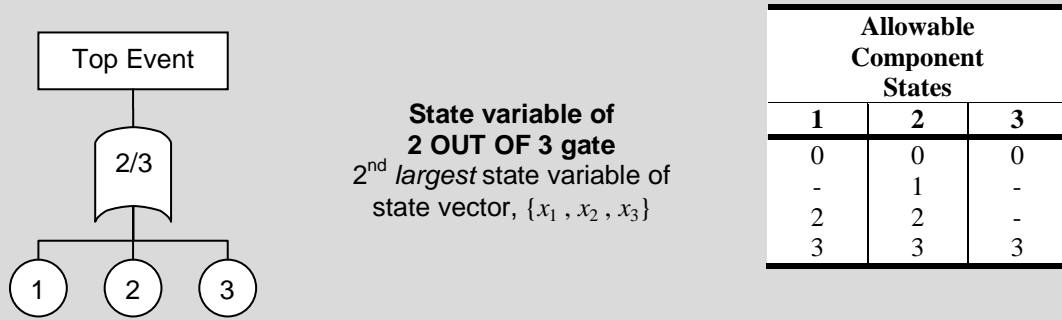 Top Event
2/3
1 2 3
State variable of
2 OUT OF 3 gate
2nd largest state variable of
state vector, {x1 , x2 , x3}
Allowable
Component
States
1 2 3
0 0 0
- 1 -
2 2 -
3 3 3